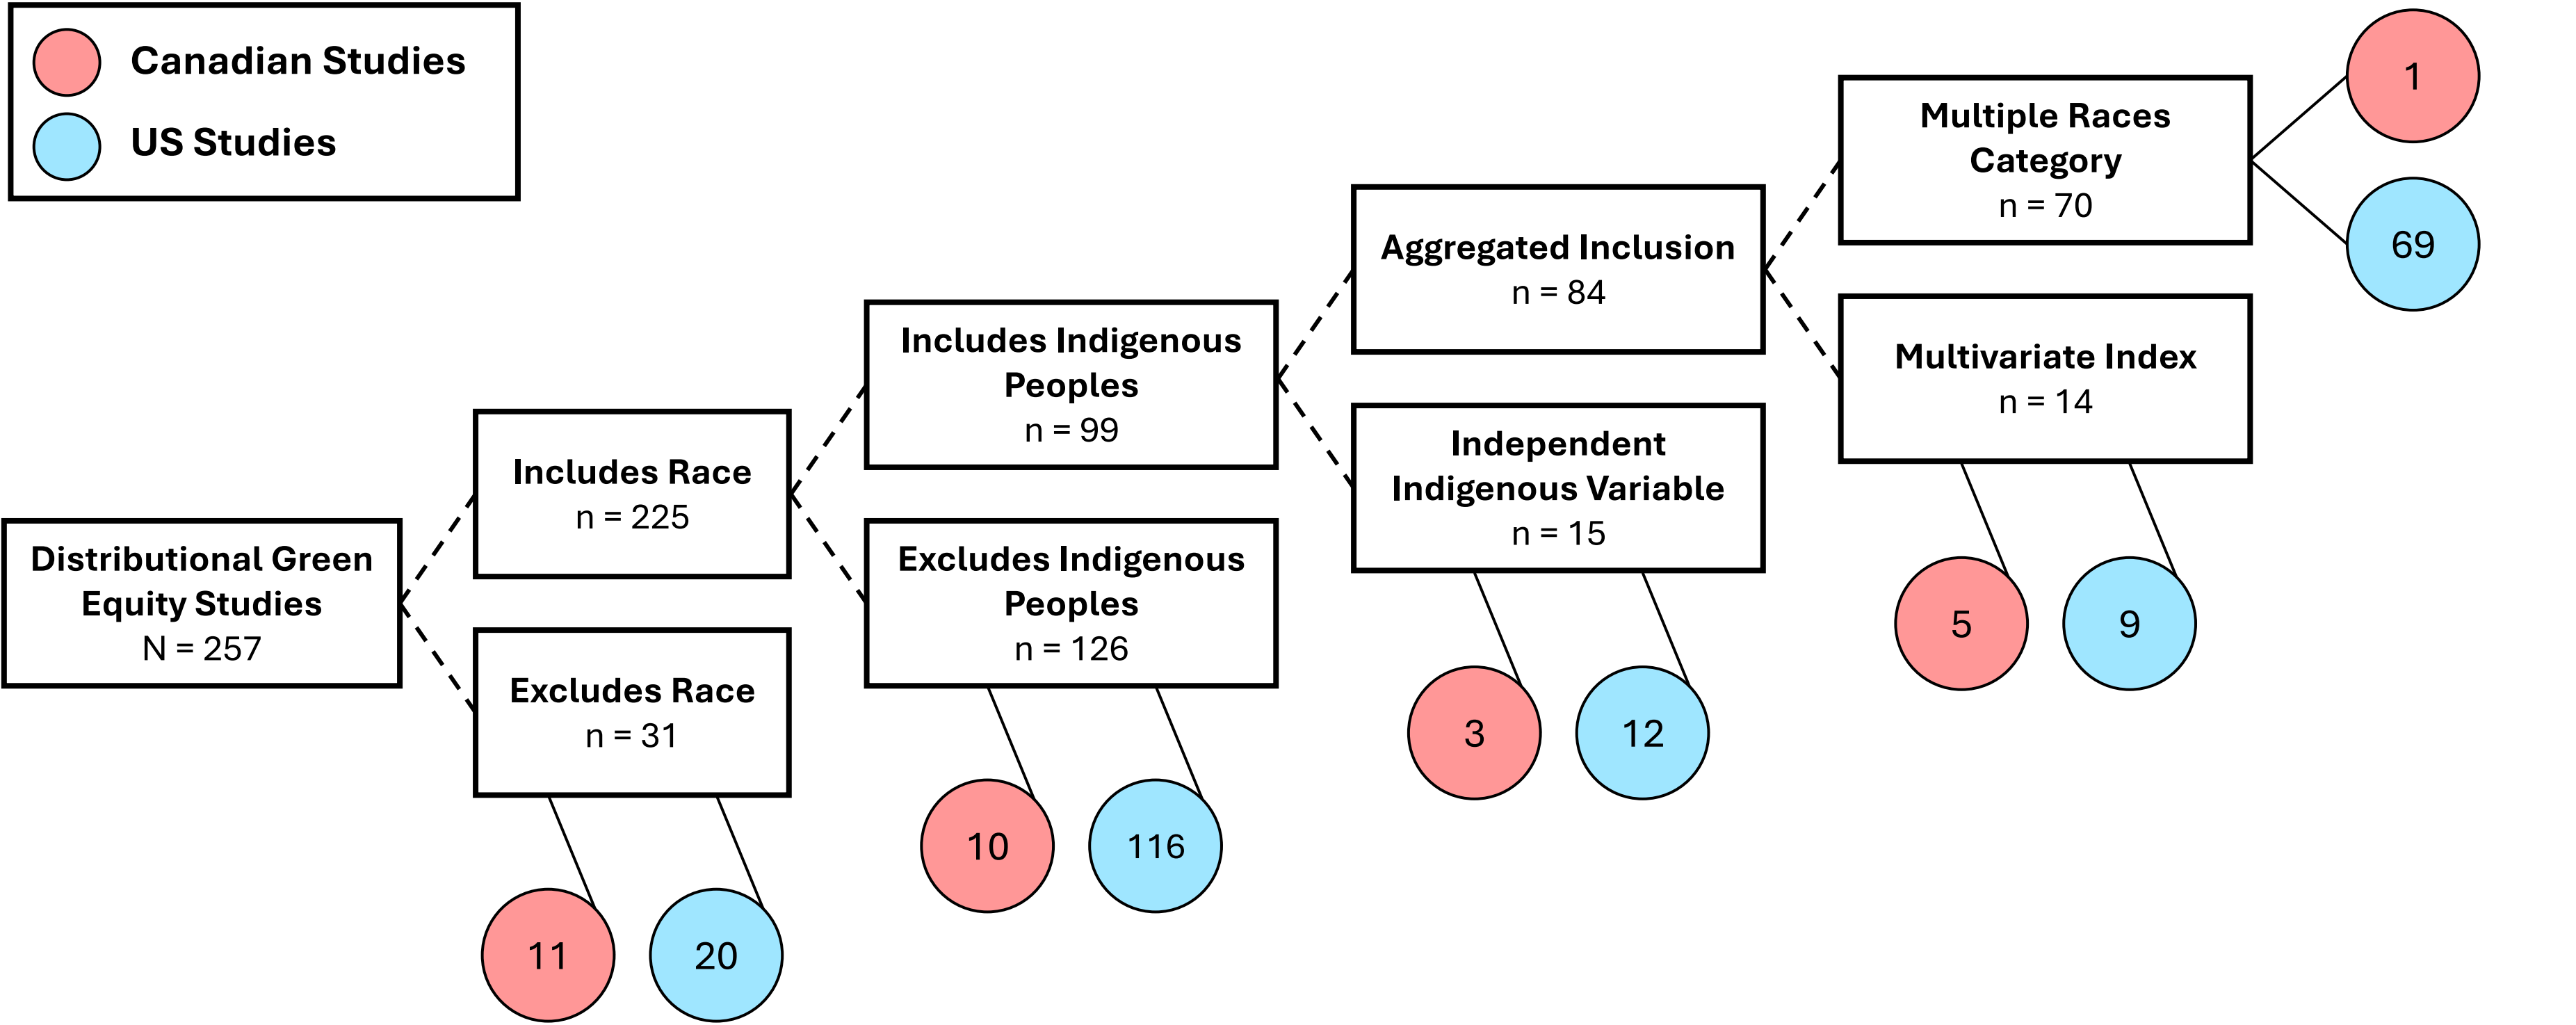 Canadian Studies
US Studies
Distributional Green
Equity Studies
N = 257
Includes Race
n = 225
Excludes Race
n = 31
11
20
Includes Indigenous
Peoples
n = 99
Excludes Indigenous
Peoples
n = 126
10
116
Aggregated Inclusion
n = 84
Independent
Indigenous Variable
n = 15
3
12
Multiple Races
Category
n = 70
1
69
Multivariate Index
n = 14
5
9